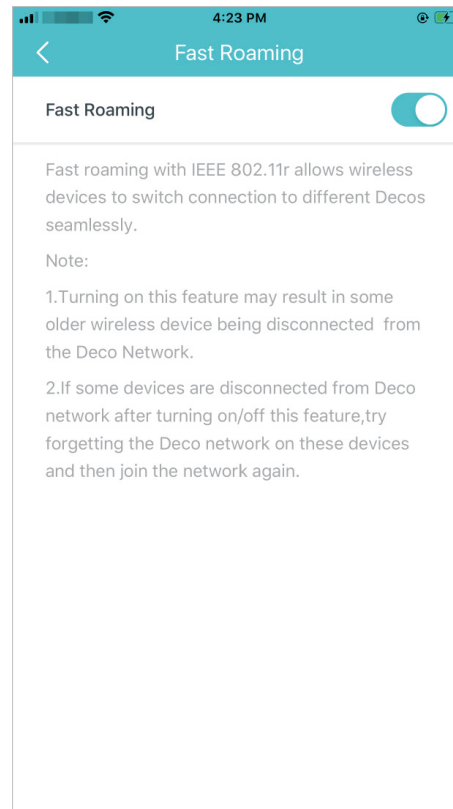 4:23 PM
Fast Roaming
Fast Roaming
Fast roaming with IEEE 802.11r allows wireless
devices to switch connection to different Decos
seamlessly.
Note:
1.Turning on this feature may result in some
older wireless device being disconnected  from
the Deco Network.
2.If some devices are disconnected from Deco
network after turning on/off this feature,try
forgetting the Deco network on these devices
and then join the network again.